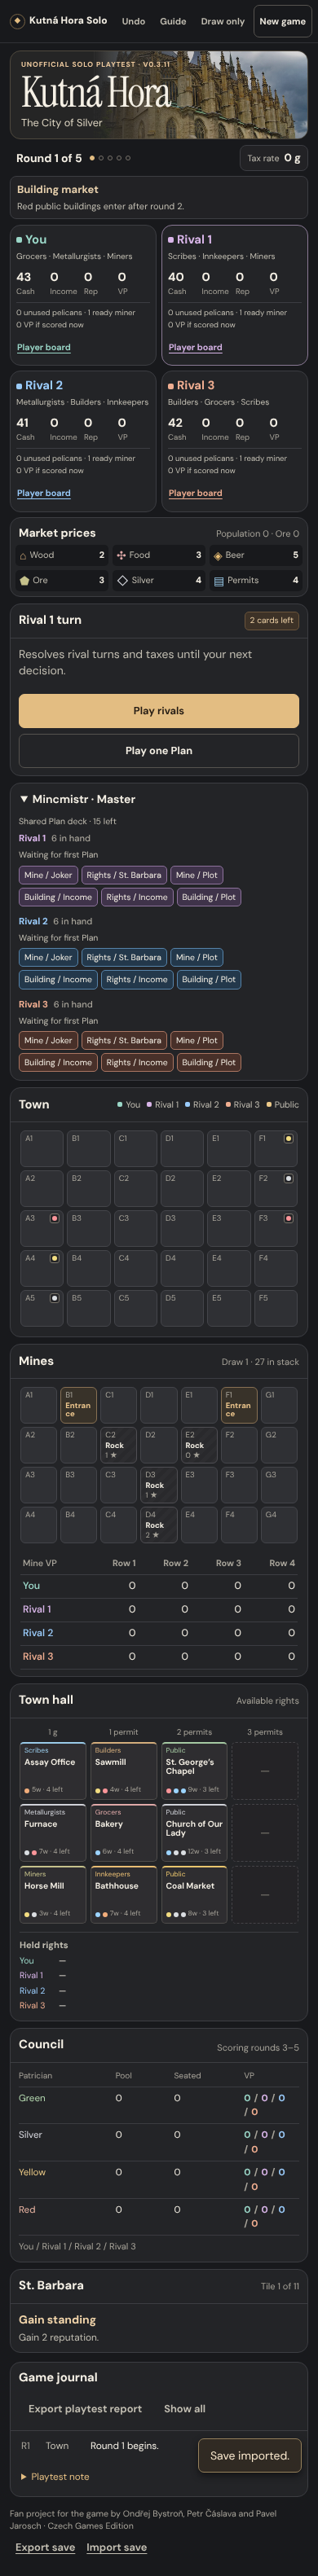 Kutná Hora Solo Undo Guide Draw only New game
UNOFFICIAL SOLO PLAYTEST · V0.3.11
Kutná Hora
The City of Silver
Round 1 of 5 Tax rate 0 g
Building market
Red public buildings enter after round 2.
You
Grocers · Metallurgists · Miners
43 0 0 0
Cash Income Rep VP
0 unused pelicans · 1 ready miner
0 VP if scored now
Player board
Rival 1
Scribes · Innkeepers · Miners
40 0 0 0
Cash Income Rep VP
0 unused pelicans · 1 ready miner
0 VP if scored now
Player board
Rival 2
Metallurgists · Builders · Innkeepers
41 0 0 0
Cash Income Rep VP
0 unused pelicans · 1 ready miner
0 VP if scored now
Player board
Rival 3
Builders · Grocers · Scribes
42 0 0 0
Cash Income Rep VP
0 unused pelicans · 1 ready miner
0 VP if scored now
Player board
Market prices Population 0 · Ore 0
Wood 2 Food 3 Beer 5
Ore 3 Silver 4 Permits 4
Rival 1 turn 2 cards left
Resolves rival turns and taxes until your next
decision.
Play rivals
Play one Plan
▼ Mincmistr · Master
Shared Plan deck · 15 left
Rival 1 6 in hand
Waiting for first Plan
Mine / Joker Rights / St. Barbara Mine / Plot
Building / Income Rights / Income Building / Plot
Rival 2 6 in hand
Waiting for first Plan
Mine / Joker Rights / St. Barbara Mine / Plot
Building / Income Rights / Income Building / Plot
Rival 3 6 in hand
Waiting for first Plan
Mine / Joker Rights / St. Barbara Mine / Plot
Building / Income Rights / Income Building / Plot
Town You Rival 1 Rival 2 Rival 3 Public
A1 B1 C1 D1 E1 F1
A2 B2 C2 D2 E2 F2
A3 B3 C3 D3 E3 F3
A4 B4 C4 D4 E4 F4
A5 B5 C5 D5 E5 F5
Mines Draw 1 · 27 in stack
A1 B1 C1 D1 E1 F1 G1
Entran Entran
ce ce
A2 B2 C2 D2 E2 F2 G2
Rock Rock
1 ★ 0 ★
A3 B3 C3 D3 E3 F3 G3
Rock
1 ★
A4 B4 C4 D4 E4 F4 G4
Rock
2 ★
Mine VP Row 1 Row 2 Row 3 Row 4
You 0 0 0 0
Rival 1 0 0 0 0
Rival 2 0 0 0 0
Rival 3 0 0 0 0
Town hall Available rights
1 g 1 permit 2 permits 3 permits
Scribes Builders Public
Assay Office Sawmill St. George's
Chapel
5w · 4 left 4w · 4 left 9w · 3 left
—
Metallurgists Grocers Public
Furnace Bakery Church of Our
Lady
7w · 4 left 6w · 4 left 12w · 3 left
—
Miners Innkeepers Public
Horse Mill Bathhouse Coal Market
3w · 4 left 7w · 4 left 8w · 3 left
—
Held rights
You —
Rival 1 —
Rival 2 —
Rival 3 —
Council Scoring rounds 3–5
Patrician Pool Seated VP
Green 0 0 0 / 0 / 0
/ 0
Silver 0 0 0 / 0 / 0
/ 0
Yellow 0 0 0 / 0 / 0
/ 0
Red 0 0 0 / 0 / 0
/ 0
You / Rival 1 / Rival 2 / Rival 3
St. Barbara Tile 1 of 11
Gain standing
Gain 2 reputation.
Game journal
Export playtest report Show all
R1 Town Round 1 begins.
Save imported.
▶ Playtest note
Fan project for the game by Ondřej Bystroň, Petr Čáslava and Pavel
Jarosch · Czech Games Edition
Export save Import save